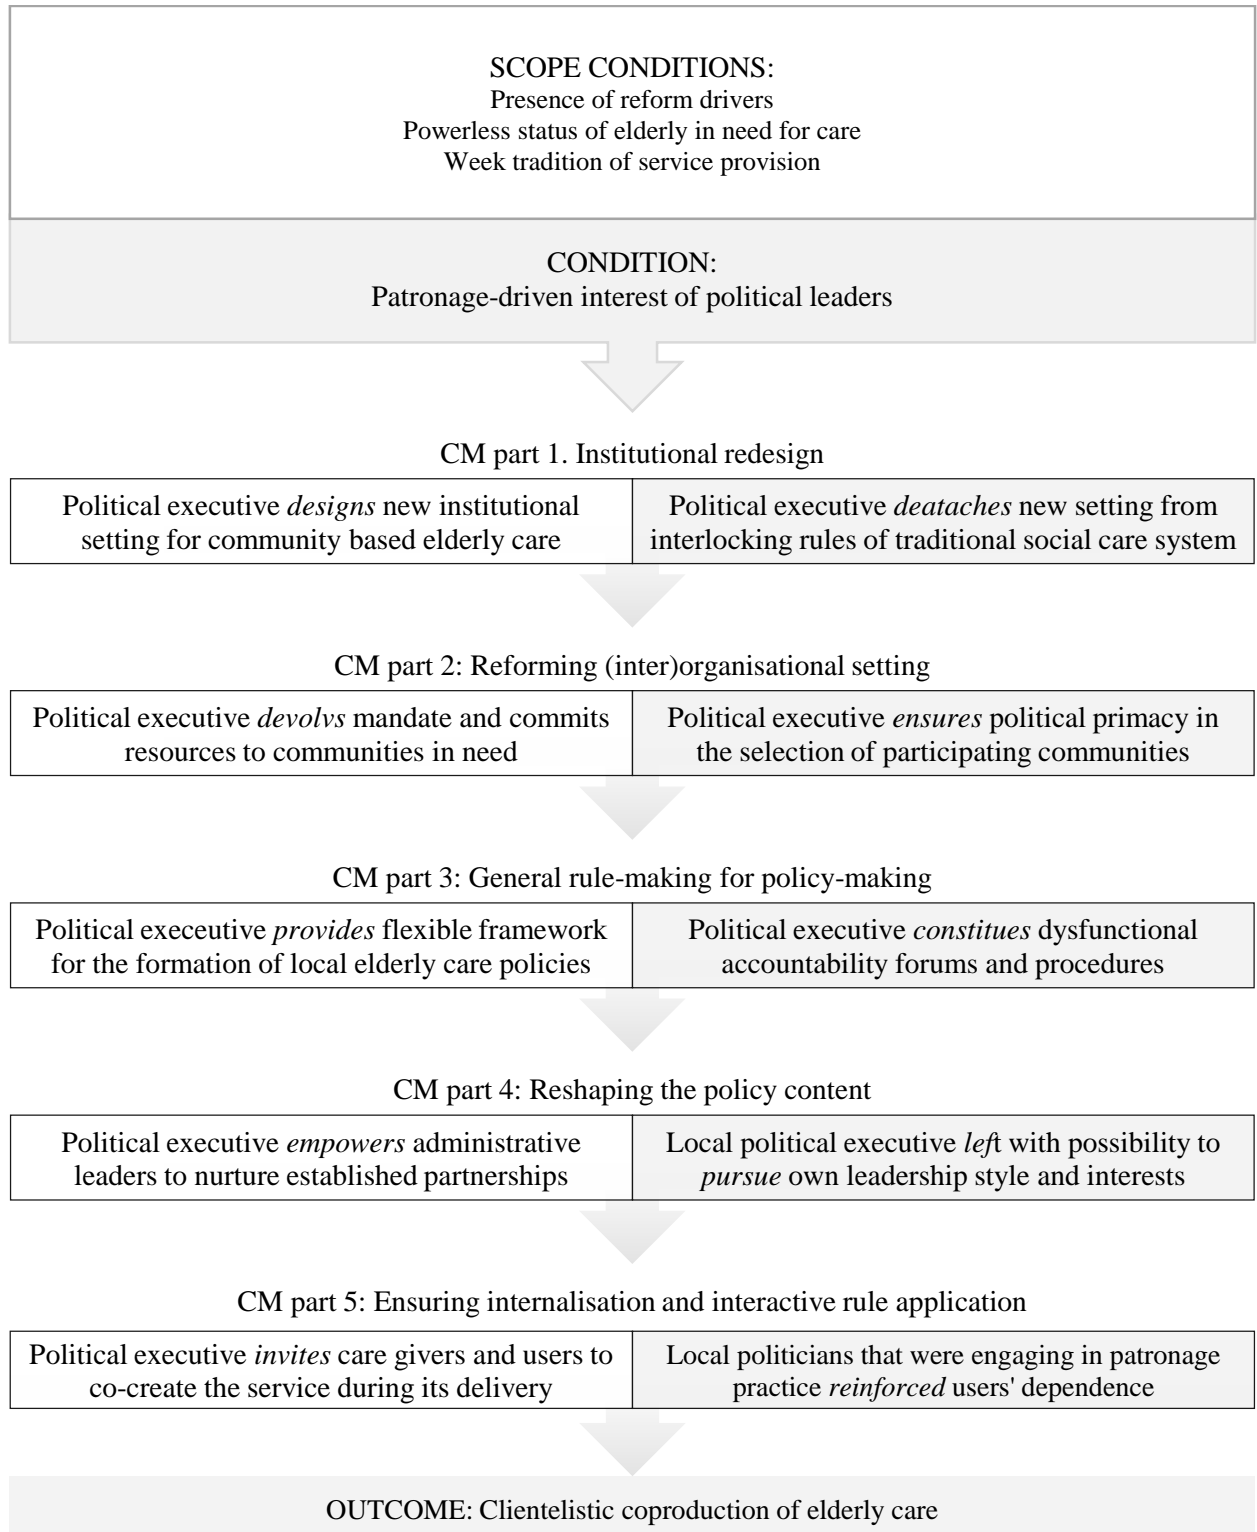 SCOPE CONDITIONS:
Presence of reform drivers
Powerless status of elderly in need for care
Week tradition of service provision
CONDITION:
Patronage-driven interest of political leaders
CM part 1. Institutional redesign
Political executive designs new institutional
setting for community based elderly care
Political executive deataches new setting from
interlocking rules of traditional social care system
CM part 2: Reforming (inter)organisational setting
Political executive devolvs mandate and commits
resources to communities in need
Political executive ensures political primacy in
the selection of participating communities
CM part 3: General rule-making for policy-making
Political execeutive provides flexible framework
for the formation of local elderly care policies
Political executive constitues dysfunctional
accountability forums and procedures
CM part 4: Reshaping the policy content
Political executive empowers administrative
leaders to nurture established partnerships
Local political executive left with possibility to
pursue own leadership style and interests
CM part 5: Ensuring internalisation and interactive rule application
Political executive invites care givers and users to
co-create the service during its delivery
Local politicians that were engaging in patronage
practice reinforced users' dependence
OUTCOME: Clientelistic coproduction of elderly care